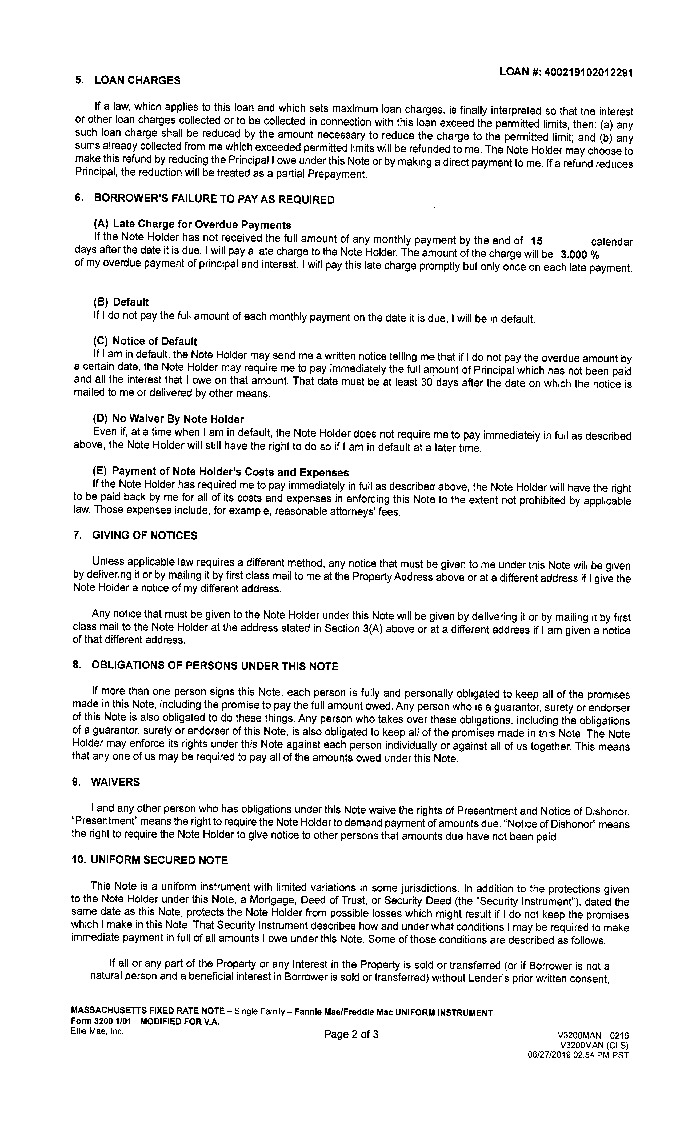 LOAN #: 400219102012291
5. LOAN CHARGES
If a law, which applies to this loan and which sets maximum loan charges, is finally interpreted so that the interest
or other loan charges collected or to be collected in connection with this loan exceed the permitted limits, then: (a) any
such loan charge shall be reduced by the amount necessary to reduce the charge to the permitted limit; and (b) any
sums already collected from me which exceeded permitted limits will be refunded to me. The Note Holder may choose to
make this refund by reducing the Principal I owe under this Note or by making a direct payment to me. If a refund reduces
Principal, the reduction will be treated as a partial Prepayment.
6. BORROWER'S FAILURE TO PAY AS REQUIRED
(A) Late Charge for Overdue Payments
If the Note Holder has not received the full amount of any monthly payment by the end of 15 calendar
days after the date it is due, I will pay a late charge to the Note Holder. The amount of the charge will be 3.000 %
of my overdue payment of principal and interest. I will pay this late charge promptly but only once on each late payment.
(B) Default
If I do not pay the full amount of each monthly payment on the date it is due, I will be in default.
(C) Notice of Default
If I am in default, the Note Holder may send me a written notice telling me that if I do not pay the overdue amount by
a certain date, the Note Holder may require me to pay immediately the full amount of Principal which has not been paid
and all the interest that I owe on that amount. That date must be at least 30 days after the date on which the notice is
mailed to me or delivered by other means.
(D) No Waiver By Note Holder
Even if, at a time when I am in default, the Note Holder does not require me to pay immediately in full as described
above, the Note Holder will still have the right to do so if I am in default at a later time.
(E) Payment of Note Holder's Costs and Expenses
If the Note Holder has required me to pay immediately in full as described above, the Note Holder will have the right
to be paid back by me for all of its costs and expenses in enforcing this Note to the extent not prohibited by applicable
law. Those expenses include, for example, reasonable attorneys' fees.
7. GIVING OF NOTICES
Unless applicable law requires a different method, any notice that must be given to me under this Note will be given
by delivering it or by mailing it by first class mail to me at the Property Address above or at a different address if I give the
Note Holder a notice of my different address.
Any notice that must be given to the Note Holder under this Note will be given by delivering it or by mailing it by first
class mail to the Note Holder at the address stated in Section 3(A) above or at a different address if I am given a notice
of that different address.
8. OBLIGATIONS OF PERSONS UNDER THIS NOTE
If more than one person signs this Note, each person is fully and personally obligated to keep all of the promises
made in this Note, including the promise to pay the full amount owed. Any person who is a guarantor, surety or endorser
of this Note is also obligated to do these things. Any person who takes over these obligations, including the obligations
of a guarantor, surety or endorser of this Note, is also obligated to keep all of the promises made in this Note. The Note
Holder may enforce its rights under this Note against each person individually or against all of us together. This means
that any one of us may be required to pay all of the amounts owed under this Note.
9. WAIVERS
I and any other person who has obligations under this Note waive the rights of Presentment and Notice of Dishonor.
"Presentment" means the right to require the Note Holder to demand payment of amounts due. "Notice of Dishonor" means
the right to require the Note Holder to give notice to other persons that amounts due have not been paid
10. UNIFORM SECURED NOTE
This Note is a uniform instrument with limited variations in some jurisdictions. In addition to the protections given
to the Note Holder under this Note, a Mortgage, Deed of Trust, or Security Deed (the "Security Instrument"), dated the
same date as this Note, protects the Note Holder from possible losses which might result if I do not keep the promises
which I make in this Note. That Security Instrument describes how and under what conditions I may be required to make
immediate payment in full of all amounts I owe under this Note. Some of those conditions are described as follows.
If all or any part of the Property or any Interest in the Property is sold or transferred (or if Borrower is not a
natural person and a beneficial interest in Borrower is sold or transferred) without Lender's prior written consent,
MASSACHUSETTS FIXED RATE NOTE – Single Family – Fannie Mae/Freddie Mac UNIFORM INSTRUMENT
Form 3200 1/01 MODIFIED FOR V.A.
Ellie Mae, Inc. Page 2 of 3 V3200MAN 0216
V3200MAN (CLS)
06/27/2019 02:54 PM PST